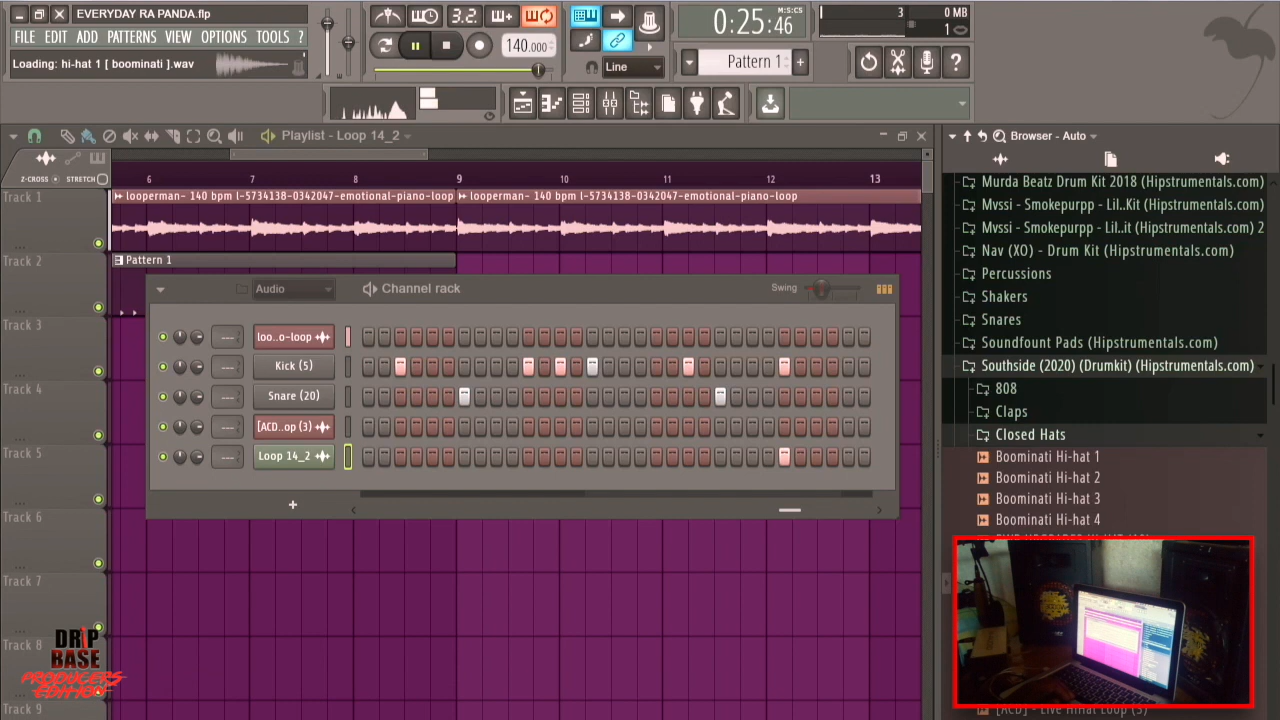 EVERYDAY RA PANDA.flp
FILE EDIT ADD PATTERNS VIEW OPTIONS TOOLS ?
Loading: hi-hat 1 [ boominati ].wav
3.2.
140.000
Line
0:25:46
M:S:CS
Pattern 1
3
0 MB
1
Playlist - Loop 14_2
Browser - Auto
Z-CROSS
STRETCH
6 7 8 9 10 11 12 13
Track 1
looperman- 140 bpm l-5734138-0342047-emotional-piano-loop
looperman- 140 bpm l-5734138-0342047-emotional-piano-loop
Track 2
Pattern 1
Track 3
Track 4
Track 5
Track 6
Track 7
Track 8
Track 9
Audio
Channel rack
Swing
loo..o-loop
Kick (5)
Snare (20)
[ACD..op (3)
Loop 14_2
Murda Beatz Drum Kit 2018 (Hipstrumentals.com)
Mvssi - Smokepurpp - Lil..Kit (Hipstrumentals.com)
Mvssi - Smokepurpp - Lil..it (Hipstrumentals.com) 2
Nav (XO) - Drum Kit (Hipstrumentals.com)
Percussions
Shakers
Snares
Soundfount Pads (Hipstrumentals.com)
Southside (2020) (Drumkit) (Hipstrumentals.com)
808
Claps
Closed Hats
Boominati Hi-hat 1
Boominati Hi-hat 2
Boominati Hi-hat 3
Boominati Hi-hat 4
[ACD] - Live HiHat Loop (3)
DRIP
BASE
PRODUCERS
EDITION